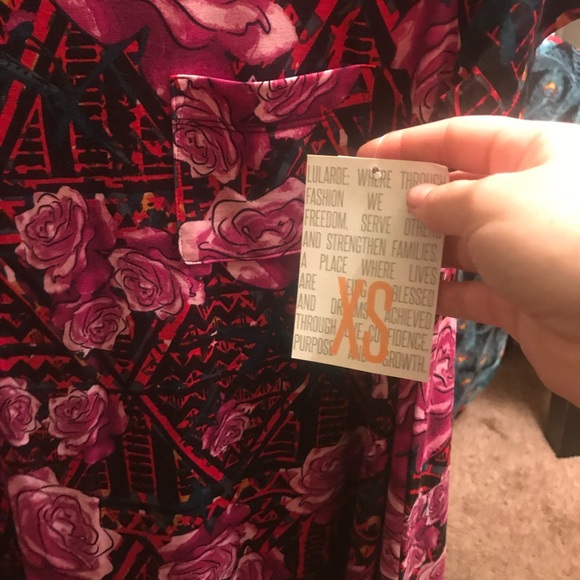 LULAROE: WHERE THROUGH
FASHION WE
FREEDOM, SERVE OTHERS
AND STRENGTHEN FAMILIES.
A PLACE WHERE LIVES
ARE BLESSED
AND ACHIEVED
THROUGH
PURPOSE GROWTH.
XS